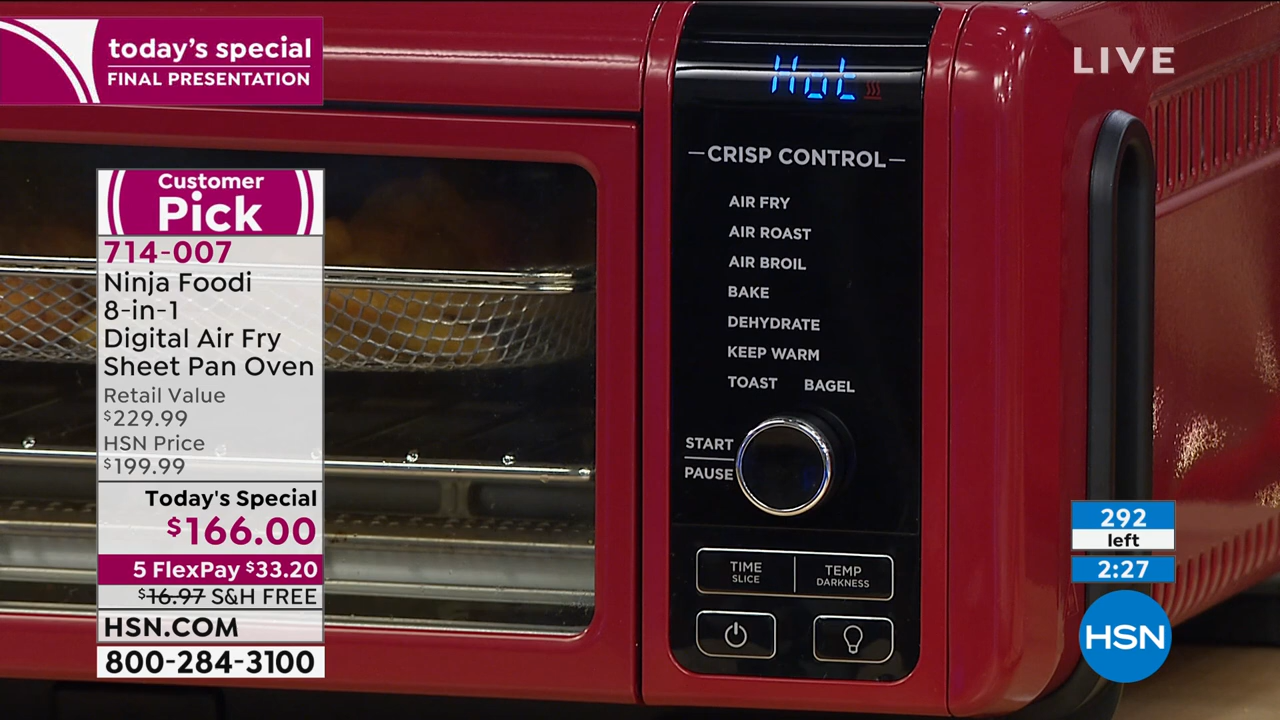 today's special
FINAL PRESENTATION
LIVE
Customer
Pick
714-007
Ninja Foodi
8-in-1
Digital Air Fry
Sheet Pan Oven
Retail Value
$229.99
HSN Price
$199.99
Today's Special
$166.00
5 FlexPay $33.20
$16.97 S&H FREE
HSN.COM
800-284-3100
Hot
CRISP CONTROL
AIR FRY
AIR ROAST
AIR BROIL
BAKE
DEHYDRATE
KEEP WARM
TOAST BAGEL
START
PAUSE
TIME
SLICE
TEMP
DARKNESS
292
left
2:27
HSN